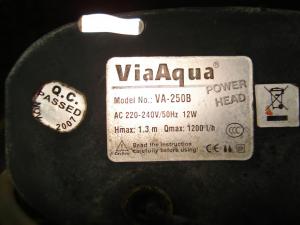 ViaAqua®
POWER
HEAD
Model No.: VA-250B
AC 220-240V/50Hz 12W
Hmax: 1.3 m Qmax: 1200 l/h
Read the instruction
carefully before using.
Q.C.
PASSED
2007